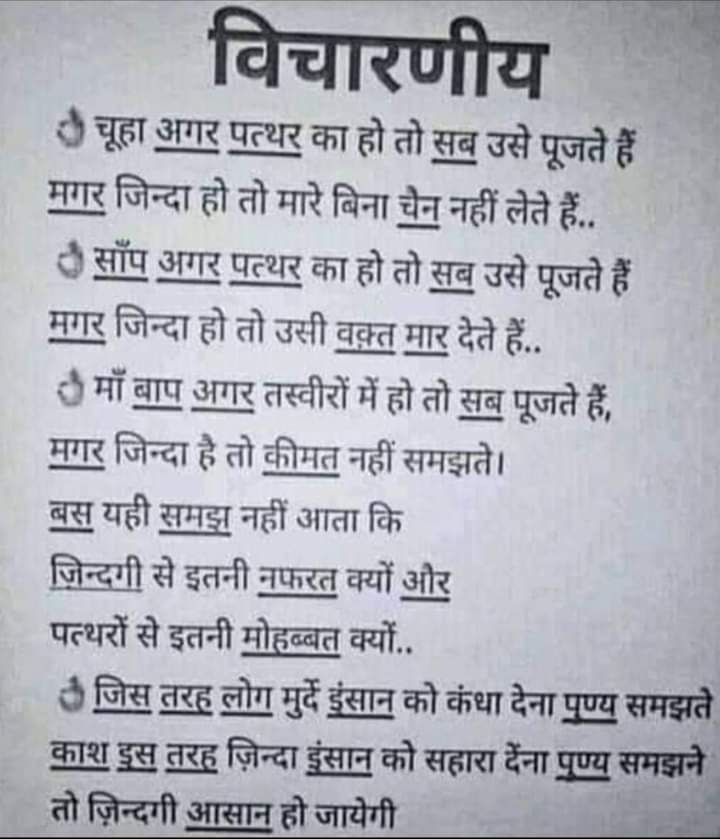 विचारणीय
चूहा अगर पत्थर का हो तो सब उसे पूजते हैं
मगर जिन्दा हो तो मारे बिना चैन नहीं लेते हैं..
साँप अगर पत्थर का हो तो सब उसे पूजते हैं
मगर जिन्दा हो तो उसी वक़्त मार देते हैं..
माँ बाप अगर तस्वीरों में हो तो सब पूजते हैं,
मगर जिन्दा है तो कीमत नहीं समझते।
बस यही समझ नहीं आता कि
ज़िन्दगी से इतनी नफरत क्यों और
पत्थरों से इतनी मोहब्बत क्यों..
जिस तरह लोग मुर्दे इंसान को कंधा देना पुण्य समझते
काश इस तरह ज़िन्दा इंसान को सहारा देंना पुण्य समझने
तो ज़िन्दगी आसान हो जायेगी